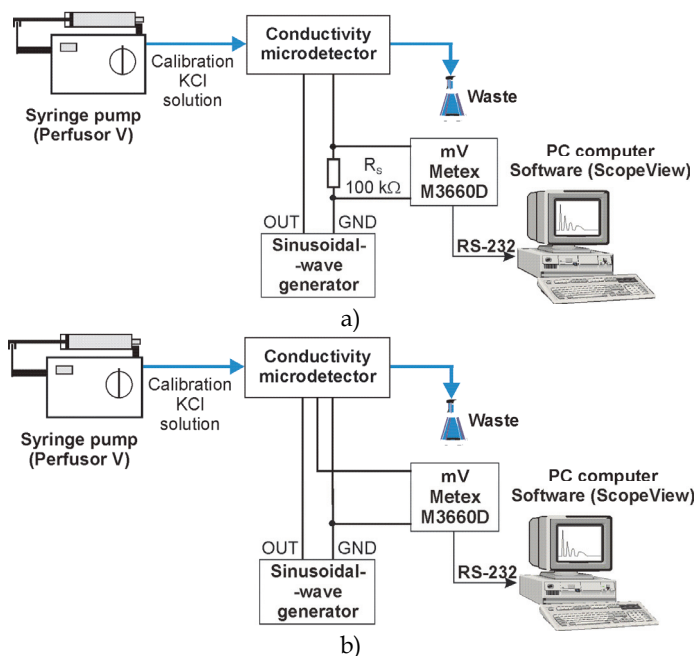 Conductivity
microdetector
Calibration
KCl
solution
Syringe pump
(Perfusor V)
Waste
Rs
100 kΩ
mV
Metex
M3660D
PC computer
Software (ScopeView)
OUT
GND
RS-232
Sinusoidal-
-wave
generator
a)
Conductivity
microdetector
Calibration
KCl
solution
Syringe pump
(Perfusor V)
Waste
mV
Metex
M3660D
PC computer
Software (ScopeView)
OUT
GND
RS-232
Sinusoidal-
-wave
generator
b)